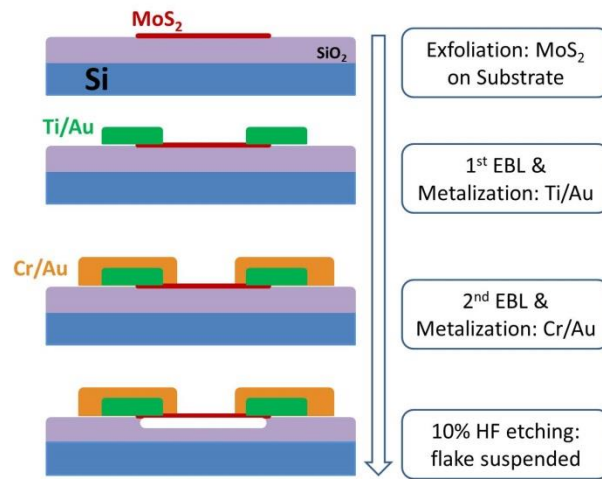 MoS₂
SiO₂
Si
Exfoliation: MoS₂
on Substrate
Ti/Au
1st EBL &
Metalization: Ti/Au
Cr/Au
2nd EBL &
Metalization: Cr/Au
10% HF etching:
flake suspended